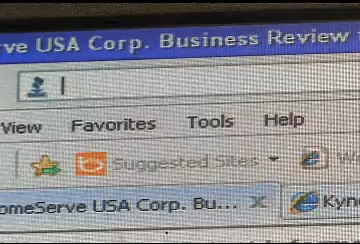 rve USA Corp. Business Review
View Favorites Tools Help
Suggested Sites
omeServe USA Corp. Bu... Kyn